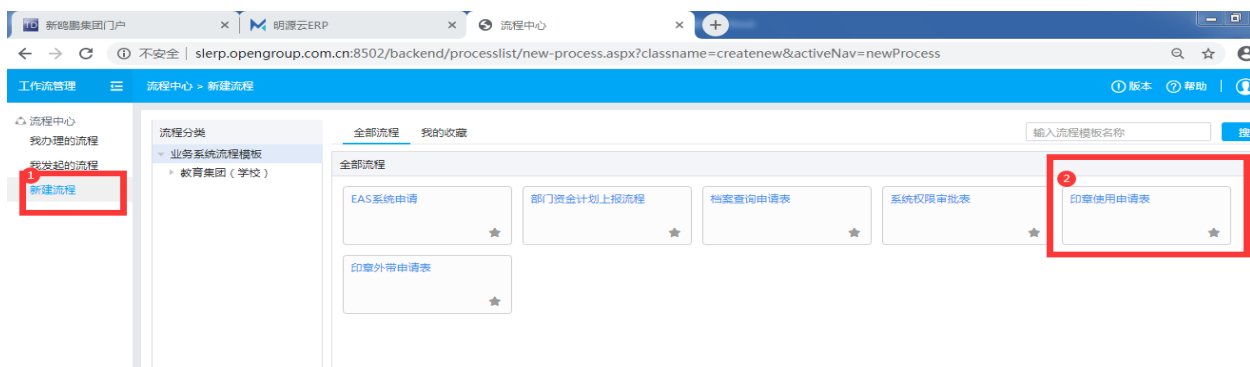 新鸥鹏集团门户
明源云ERP
流程中心
不安全 | slerp.opengroup.com.cn:8502/backend/processlist/new-process.aspx?classname=createnew&activeNav=newProcess
工作流管理
流程中心 > 新建流程
版本
帮助
流程中心
我办理的流程
我发起的流程
1
新建流程
流程分类
业务系统流程模板
教育集团（学校）
全部流程 我的收藏
输入流程模板名称
搜
全部流程
2
EAS系统申请
部门资金计划上报流程
档案查询申请表
系统权限审批表
印章使用申请表
印章外带申请表